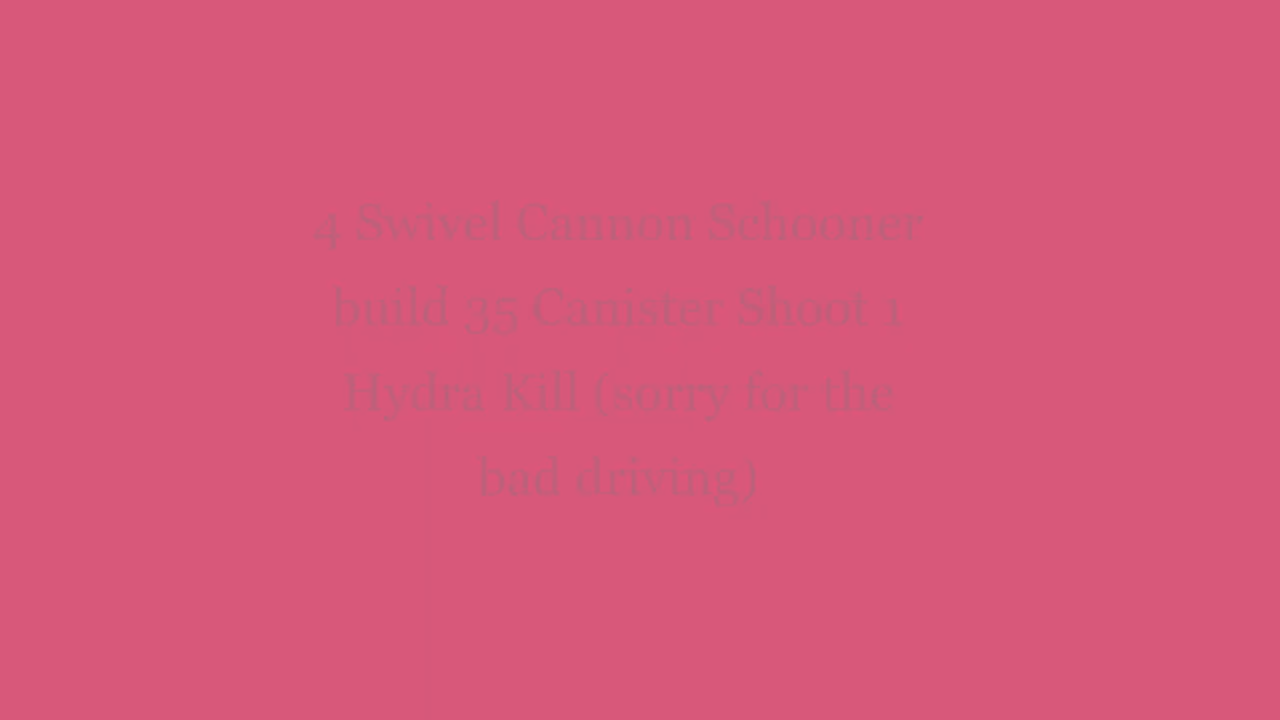 4 Swivel Cannon Schooner
build 35 Canister Shoot 1
Hydra Kill (sorry for the
bad driving)